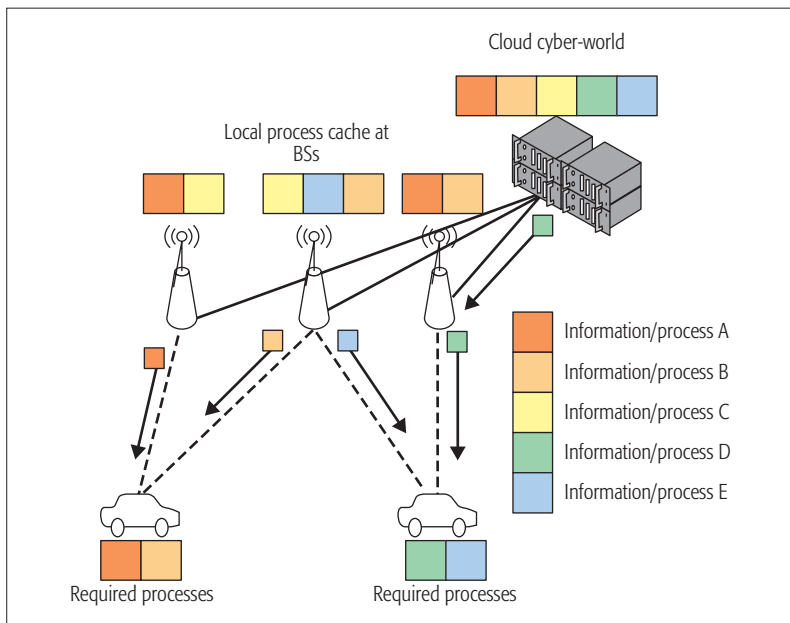 Cloud cyber-world
Local process cache at
BSs
Information/process A
Information/process B
Information/process C
Information/process D
Information/process E
Required processes
Required processes